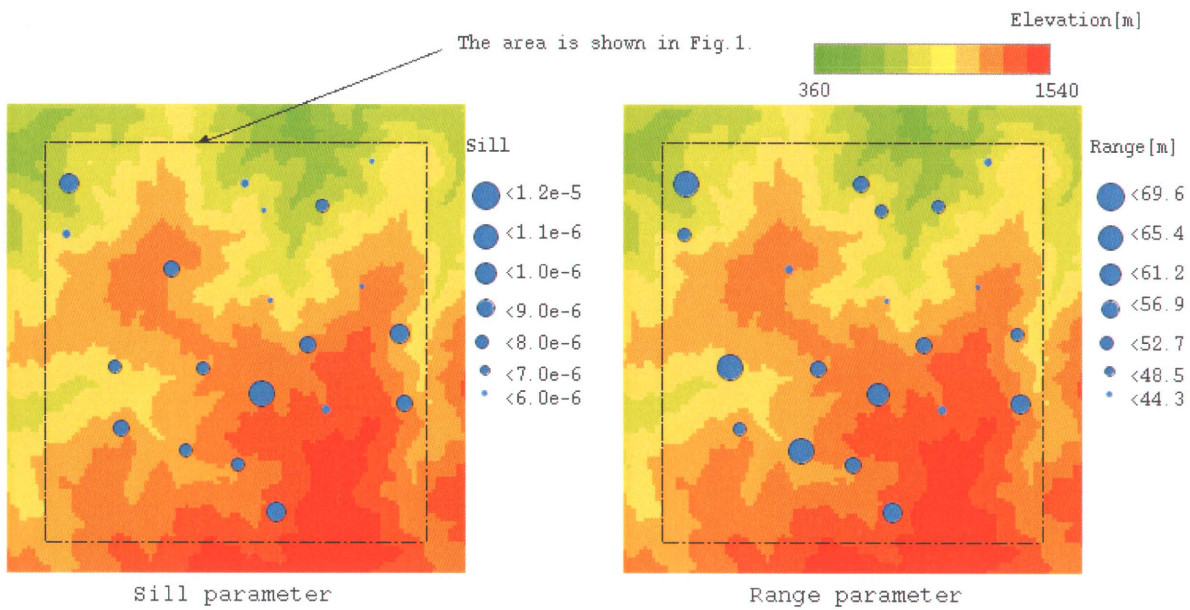 Elevation[m]
The area is shown in Fig.1.
360 1540
Sill
<1.2e-5
<1.1e-6
<1.0e-6
<9.0e-6
<8.0e-6
<7.0e-6
<6.0e-6
Range[m]
<69.6
<65.4
<61.2
<56.9
<52.7
<48.5
<44.3
Sill parameter
Range parameter